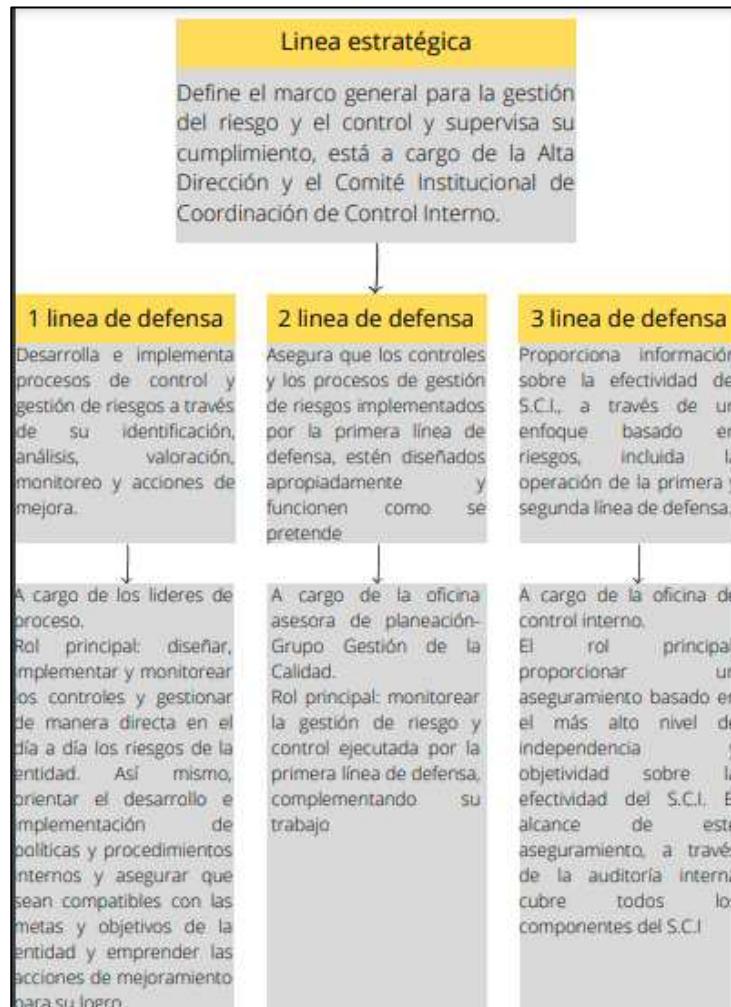 Linea estratégica
Define el marco general para la gestión
del riesgo y el control y supervisa su
cumplimiento, está a cargo de la Alta
Dirección y el Comité Institucional de
Coordinación de Control Interno.
1 linea de defensa
Desarrolla e implementa
procesos de control y
gestión de riesgos a través
de su identificación,
análisis, valoración,
monitoreo y acciones de
mejora.
A cargo de los lideres de
proceso.
Rol principal: diseñar,
implementar y monitorear
los controles y gestionar
de manera directa en el
día a día los riesgos de la
entidad. Así mismo,
orientar el desarrollo e
implementación de
políticas y procedimientos
internos y asegurar que
sean compatibles con las
metas y objetivos de la
entidad y emprender las
acciones de mejoramiento
para su logro
2 linea de defensa
Asegura que los controles
y los procesos de gestión
de riesgos implementados
por la primera línea de
defensa, estén diseñados
apropiadamente y
funcionen como se
pretende
A cargo de la oficina
asesora de planeación-
Grupo Gestión de la
Calidad.
Rol principal: monitorear
la gestión de riesgo y
control ejecutada por la
primera línea de defensa,
complementando su
trabajo
3 linea de defensa
Proporciona información
sobre la efectividad de
S.C.I., a través de un
enfoque basado en
riesgos, incluida la
operación de la primera y
segunda línea de defensa.
A cargo de la oficina de
control interno.
El rol principal
proporcionar un
aseguramiento basado en
el más alto nivel de
independencia y
objetividad sobre la
efectividad del S.C.I. El
alcance de este
aseguramiento, a través
de la auditoría interna
cubre todos los
componentes del S.C.I